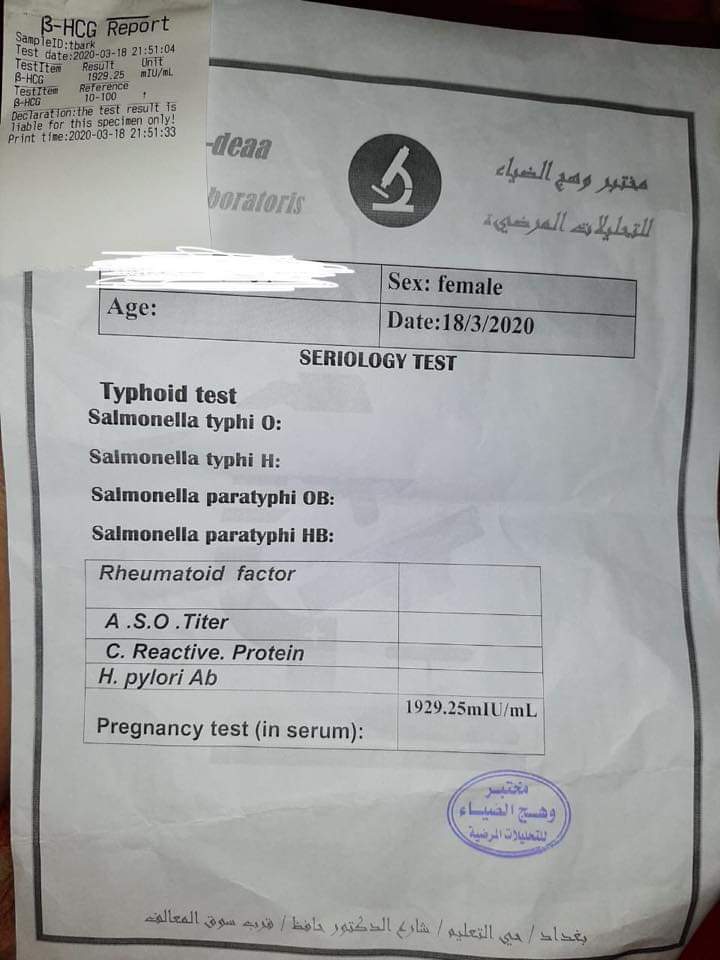 β-HCG Report
SampleID:tbark
Test date:2020-03-18 21:51:04
TestItem Result Unit
β-HCG 1929.25 mIU/mL
TestItem Reference
β-HCG 10-100 ↑
Declaration:the test result is
liable for this specimen only!
Print time:2020-03-18 21:51:33
-deaa
boratoris
مختبر وهج الضياء
للتحليلات المرضية
Sex: female
Age:
Date:18/3/2020
SERIOLOGY TEST
Typhoid test
Salmonella typhi O:
Salmonella typhi H:
Salmonella paratyphi OB:
Salmonella paratyphi HB:
Rheumatoid factor
A .S.O .Titer
C. Reactive. Protein
H. pylori Ab
Pregnancy test (in serum): 1929.25mIU/mL
مختبر
وهج الضياء
للتحليلات المرضية
بغداد / حي التعليم / شارع الدكتور حافظ / قرب سوق المعالف